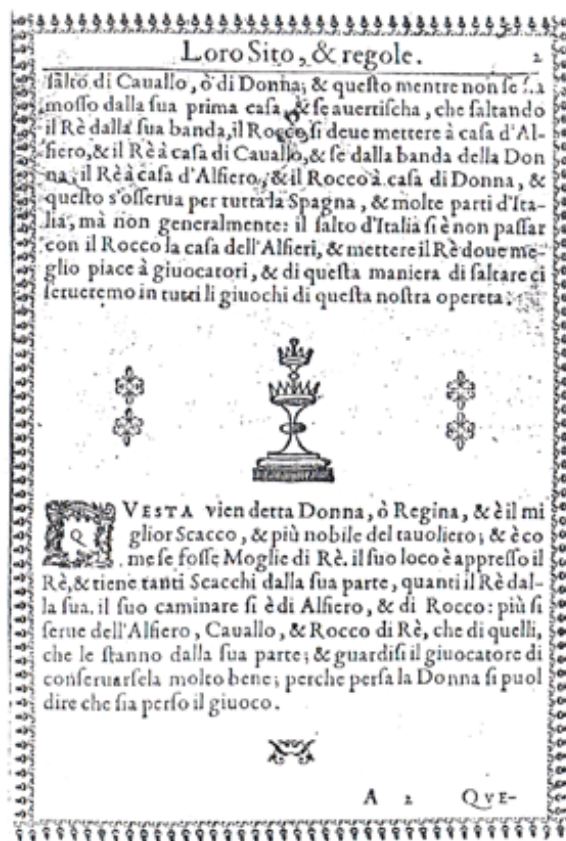 Loro Sito, & regole. 2
ſalto di Cauallo, ò di Donna; & queſto mentre non ſe ſia
moſſo dalla ſua prima caſa, & ſe auertiſcha, che ſaltando
il Rè dalla ſua banda, il Rocco ſi deue mettere à caſa d'Al-
fiero, & il Rè à caſa di Cauallo, & ſe dalla banda della Don
na, il Rè à caſa d'Alfiero, & il Rocco à caſa di Donna, &
queſto s'oſſerua per tutta la Spagna, & molte parti d'Ita-
lia, mà non generalmente: il ſalto d'Italia ſi è non paſſar
con il Rocco la caſa dell'Alfieri, & mettere il Rè doue me-
glio piace à giuocatori, & di queſta maniera di ſaltare ci
ſerueremo in tutti li giuochi di queſta noſtra opereta.
QVESTA vien detta Donna, ò Regina, & è il mi
glior Scacco, & più nobile del tauoliero; & è co
me ſe foſſe Moglie di Rè. il ſuo loco è appreſſo il
Rè, & tiene tanti Scacchi dalla ſua parte, quanti il Rè dal-
la ſua. il ſuo caminare ſi è di Alfiero, & di Rocco: più ſi
ſerue dell'Alfiero, Cauallo, & Rocco di Rè, che di quelli,
che le ſtanno dalla ſua parte; & guardiſi il giuocatore di
conſeruarſela molto bene; perche perſa la Donna ſi puol
dire che ſia perſo il giuoco.
A 2 QVE-